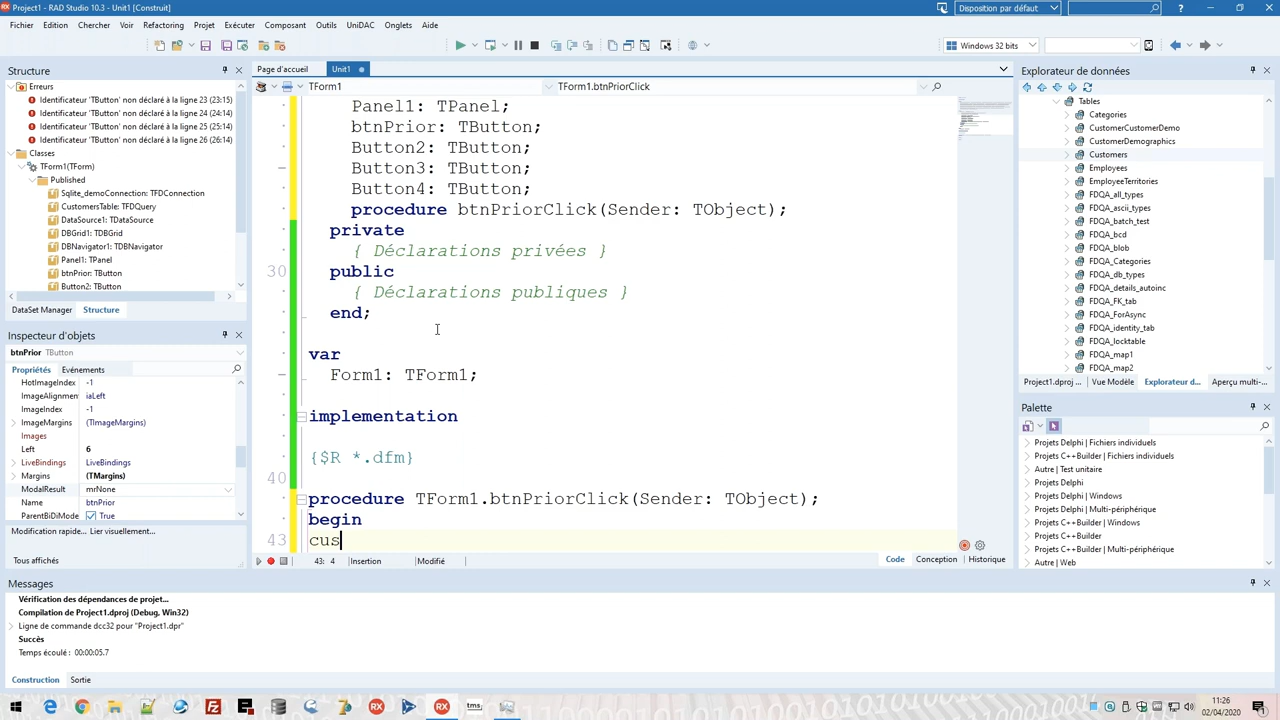 Project1 - RAD Studio 10.3 - Unit1 [Construit]
Disposition par défaut
Fichier Edition Chercher Voir Refactoring Projet Exécuter Composant Outils UniDAC Onglets Aide
Windows 32 bits
Structure
Erreurs
Identificateur 'TButton' non déclaré à la ligne 23 (23:15)
Identificateur 'TButton' non déclaré à la ligne 24 (24:14)
Identificateur 'TButton' non déclaré à la ligne 25 (25:14)
Identificateur 'TButton' non déclaré à la ligne 26 (26:14)
Classes
TForm1(TForm)
Published
Sqlite_demoConnection: TFDConnection
CustomersTable: TFDQuery
DataSource1: TDataSource
DBGrid1: TDBGrid
DBNavigator1: TDBNavigator
Panel1: TPanel
btnPrior: TButton
Button2: TButton
DataSet Manager Structure
Inspecteur d'objets
btnPrior TButton
Propriétés Evénements
HotImageIndex -1
ImageAlignmen iaLeft
ImageIndex -1
ImageMargins (TImageMargins)
Images
Left 6
LiveBindings LiveBindings
Margins (TMargins)
ModalResult mrNone
Name btnPrior
ParentBiDiMode True
Modification rapide... Lier visuellement...
Tous affichés
Page d'accueil Unit1
TForm1 TForm1.btnPriorClick
Panel1: TPanel;
btnPrior: TButton;
Button2: TButton;
Button3: TButton;
Button4: TButton;
procedure btnPriorClick(Sender: TObject);
private
{ Déclarations privées }
30 public
{ Déclarations publiques }
end;
var
Form1: TForm1;
implementation
{$R *.dfm}
40
procedure TForm1.btnPriorClick(Sender: TObject);
begin
43 cus
43: 4 Insertion Modifié
Code Conception Historique
Explorateur de données
Tables
Categories
CustomerCustomerDemo
CustomerDemographics
Customers
Employees
EmployeeTerritories
FDQA_all_types
FDQA_ascii_types
FDQA_batch_test
FDQA_bcd
FDQA_blob
FDQA_Categories
FDQA_db_types
FDQA_details_autoinc
FDQA_FK_tab
FDQA_ForAsync
FDQA_identity_tab
FDQA_locktable
FDQA_map1
FDQA_map2
Project1.dproj ... Vue Modèle Explorateur d... Aperçu multi-...
Palette
Projets Delphi | Fichiers individuels
Projets C++Builder | Fichiers individuels
Autre | Test unitaire
Projets Delphi
Projets Delphi | Windows
Projets Delphi | Multi-périphérique
Projets C++Builder | Windows
Projets C++Builder
Projets C++Builder | Multi-périphérique
Autre | Web
Messages
Vérification des dépendances de projet...
Compilation de Project1.dproj (Debug, Win32)
Ligne de commande dcc32 pour "Project1.dpr"
Succès
Temps écoulé : 00:00:05.7
Construction Sortie
tms
11:26
02/04/2020